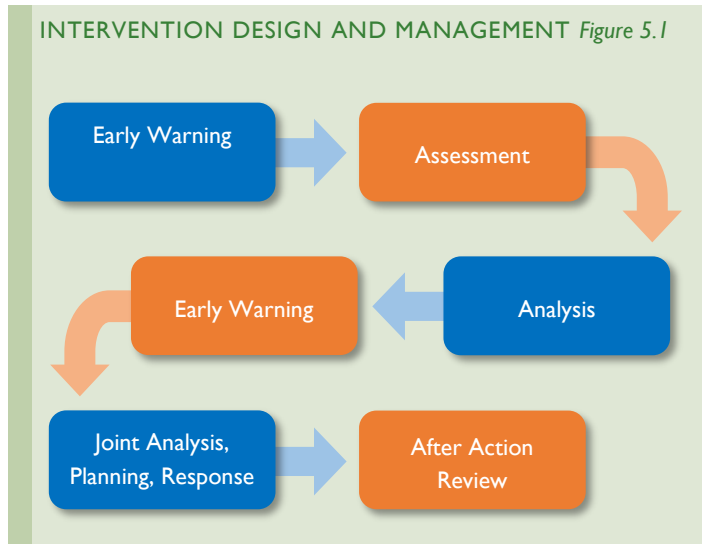 INTERVENTION DESIGN AND MANAGEMENT Figure 5.1
Early Warning
Assessment
Analysis
Early Warning
Joint Analysis,
Planning, Response
After Action
Review